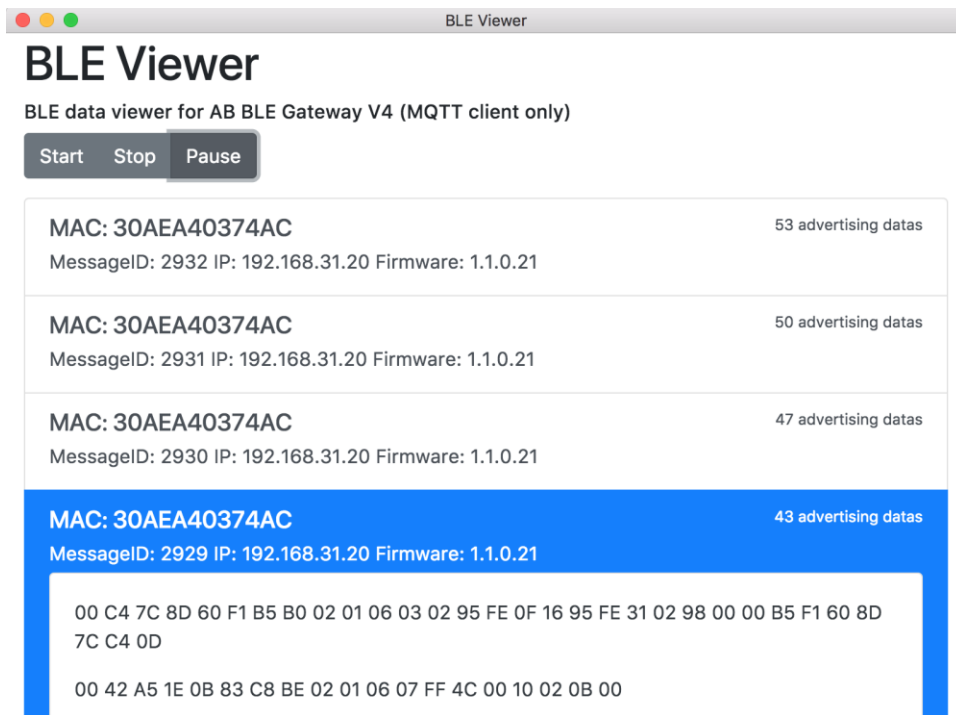 BLE Viewer
BLE Viewer
BLE data viewer for AB BLE Gateway V4 (MQTT client only)
Start Stop Pause
MAC: 30AEA40374AC 53 advertising datas
MessageID: 2932 IP: 192.168.31.20 Firmware: 1.1.0.21
MAC: 30AEA40374AC 50 advertising datas
MessageID: 2931 IP: 192.168.31.20 Firmware: 1.1.0.21
MAC: 30AEA40374AC 47 advertising datas
MessageID: 2930 IP: 192.168.31.20 Firmware: 1.1.0.21
MAC: 30AEA40374AC 43 advertising datas
MessageID: 2929 IP: 192.168.31.20 Firmware: 1.1.0.21
00 C4 7C 8D 60 F1 B5 B0 02 01 06 03 02 95 FE 0F 16 95 FE 31 02 98 00 00 B5 F1 60 8D
7C C4 0D
00 42 A5 1E 0B 83 C8 BE 02 01 06 07 FF 4C 00 10 02 0B 00